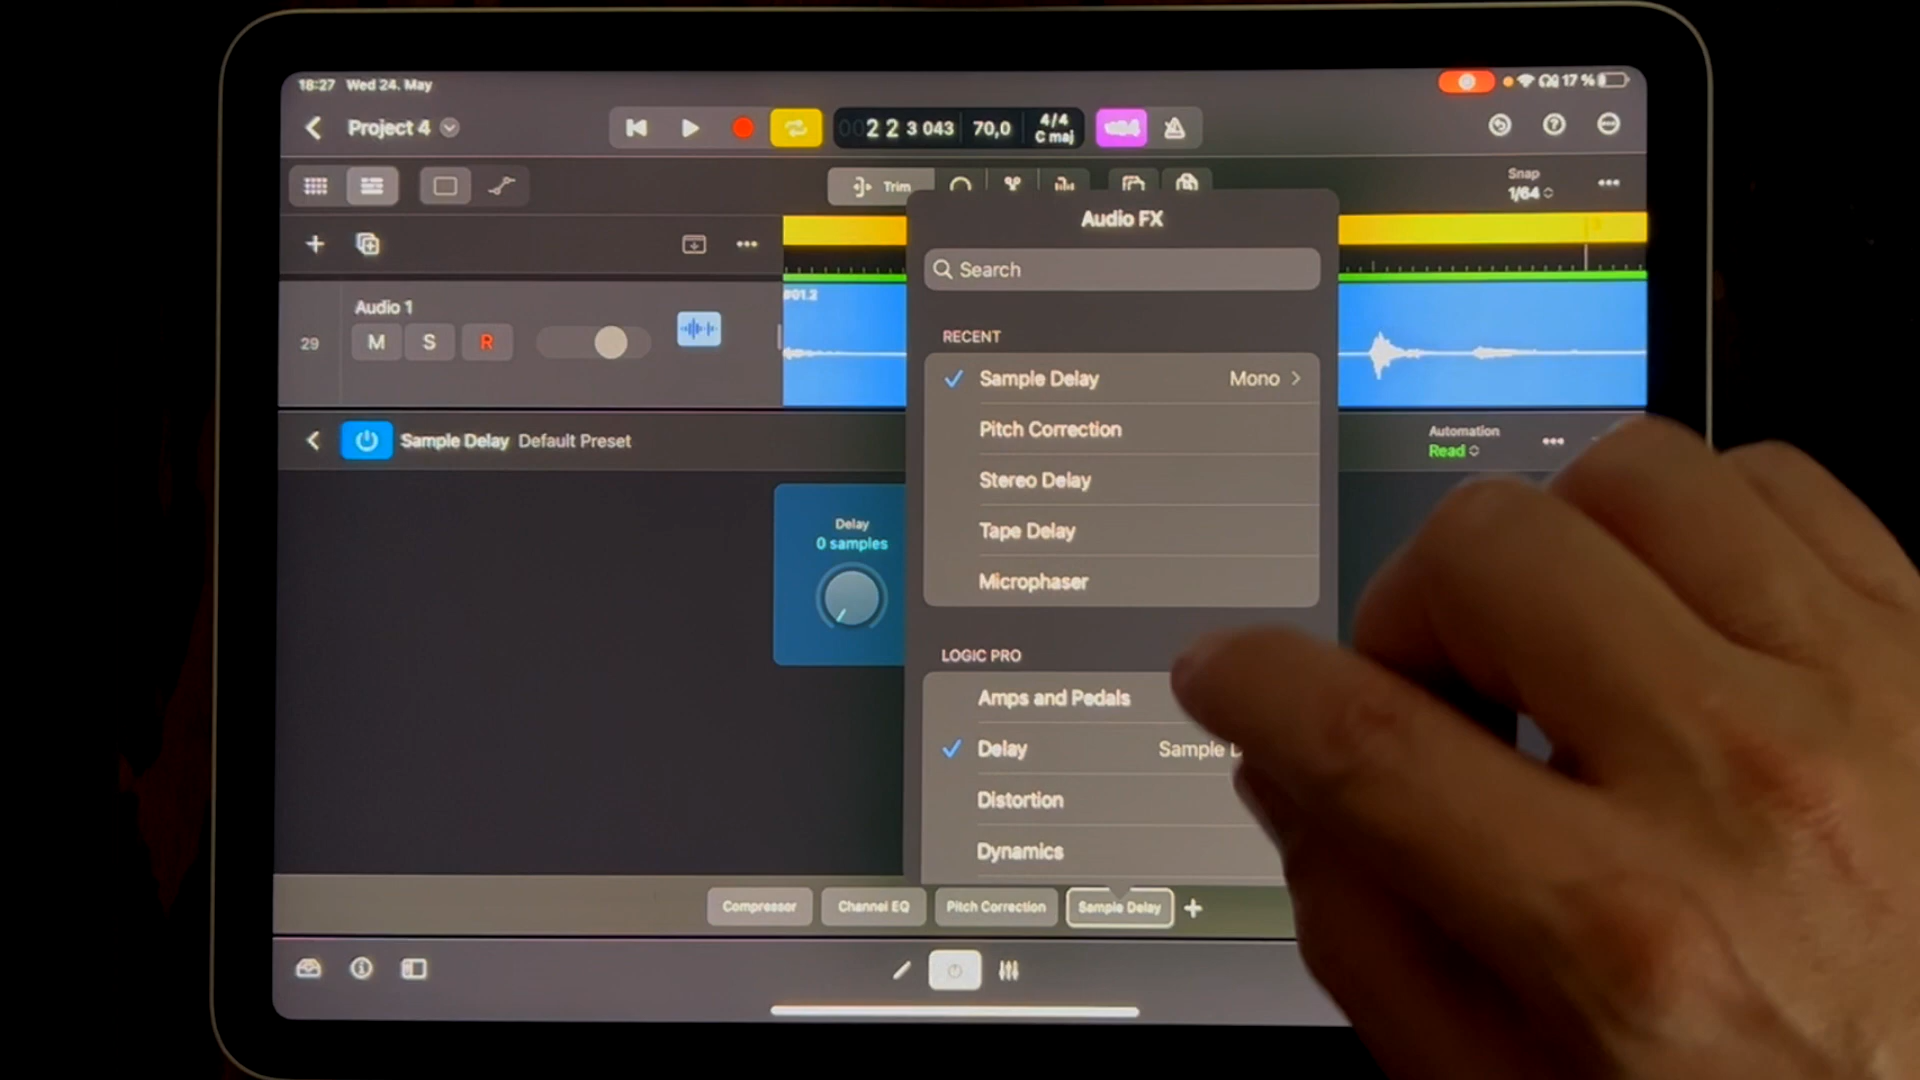 18:27 Wed 24. May
17 %
Project 4
2 2 3 043
70,0
4/4
C maj
Trim
Snap
1/64
Audio FX
Search
#01.2
29
Audio 1
M S R
RECENT
Sample Delay Mono
Pitch Correction
Stereo Delay
Tape Delay
Microphaser
Sample Delay Default Preset
Automation
Read
Delay
0 samples
LOGIC PRO
Amps and Pedals
Delay Sample
Distortion
Dynamics
Compressor
Channel EQ
Pitch Correction
Sample Delay